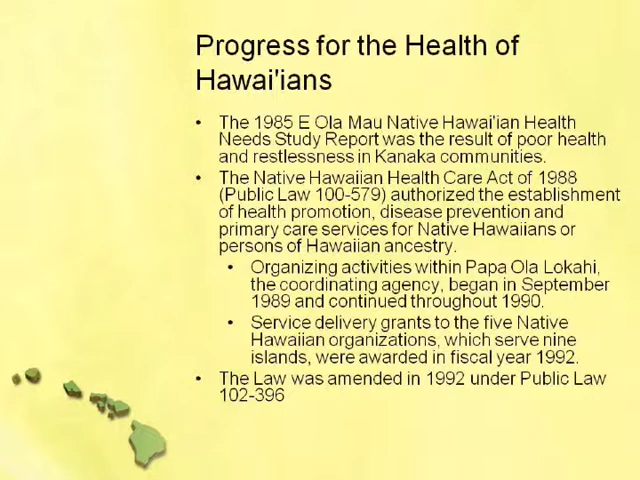 Progress for the Health of
Hawai'ians
• The 1985 E Ola Mau Native Hawai'ian Health
Needs Study Report was the result of poor health
and restlessness in Kanaka communities.
• The Native Hawaiian Health Care Act of 1988
(Public Law 100-579) authorized the establishment
of health promotion, disease prevention and
primary care services for Native Hawaiians or
persons of Hawaiian ancestry.
• Organizing activities within Papa Ola Lokahi,
the coordinating agency, began in September
1989 and continued throughout 1990.
• Service delivery grants to the five Native
Hawaiian organizations, which serve nine
islands, were awarded in fiscal year 1992.
• The Law was amended in 1992 under Public Law
102-396